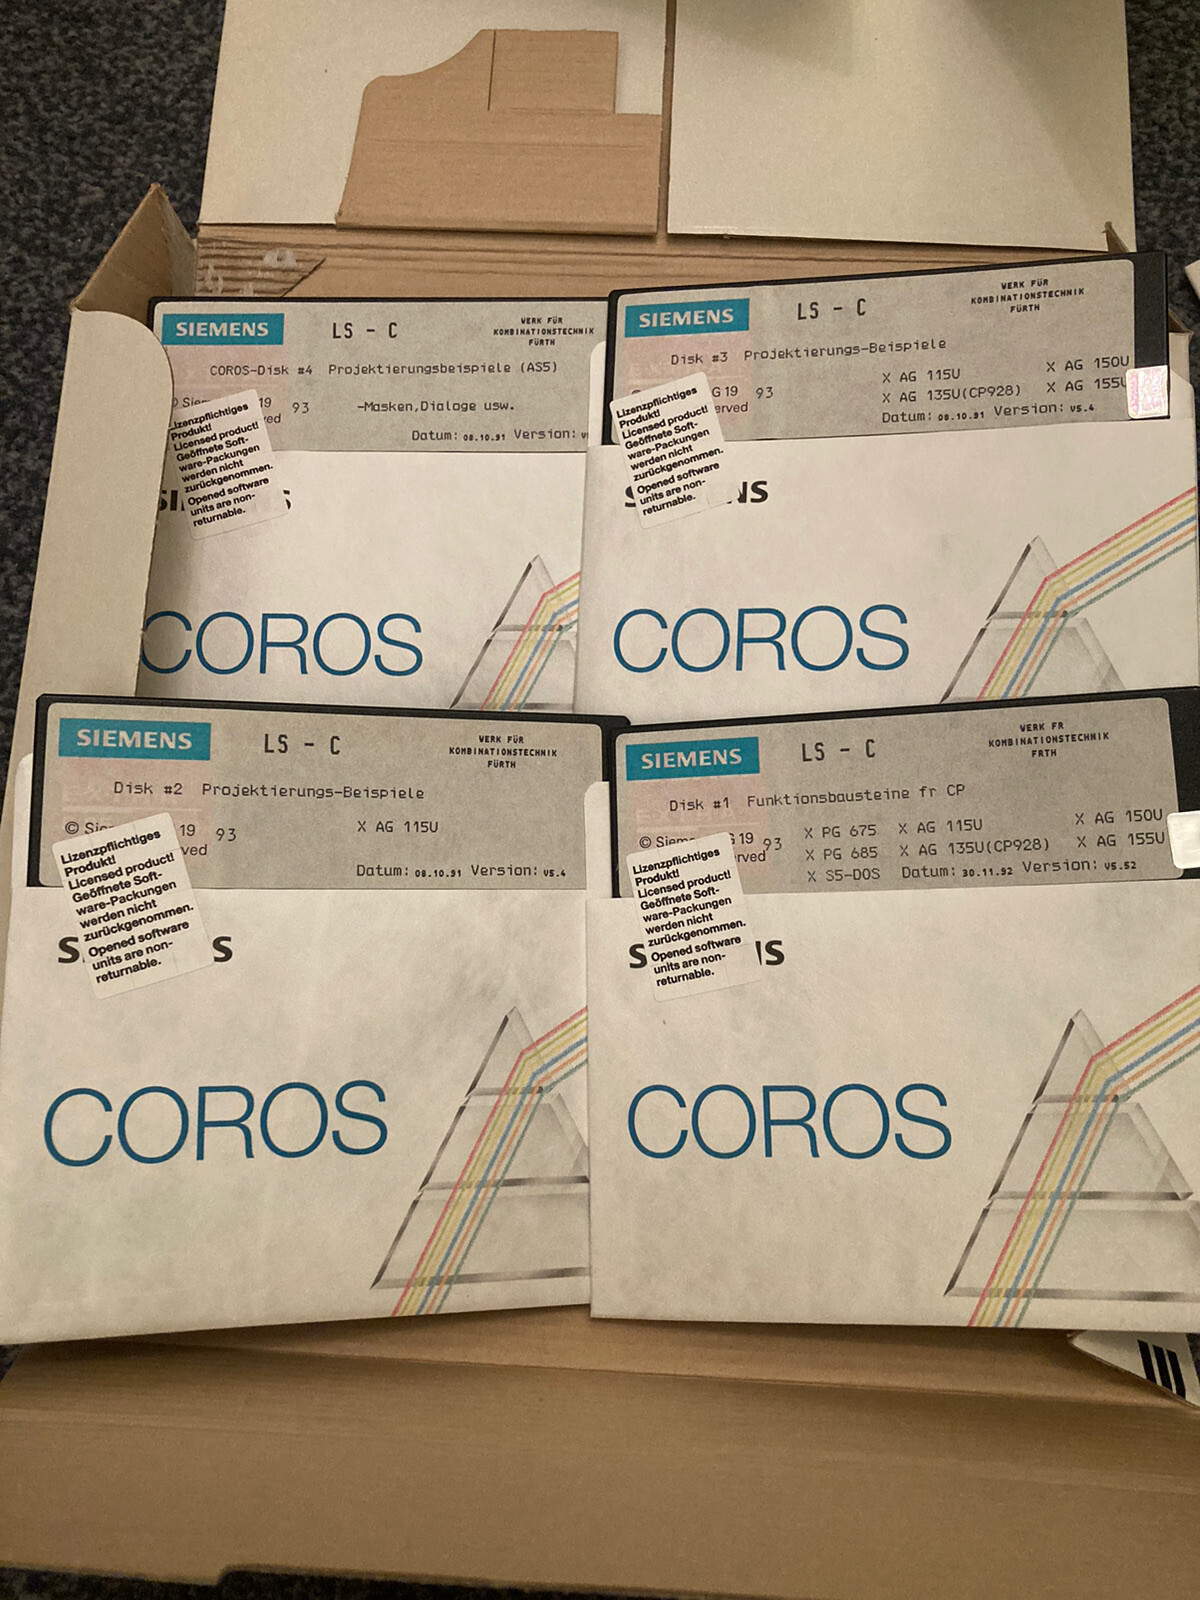 SIEMENS
LS - C
WERK FÜR
KOMBINATIONSTECHNIK
FÜRTH
COROS-Disk #4 Projektierungsbeispiele (AS5)
93 -Masken,Dialoge usw.
Datum: 08.10.91 Version:
Lizenzpflichtiges
Produkt!
Licensed product!
Geöffnete Soft-
ware-Packungen
werden nicht
zurückgenommen.
Opened software
units are non-
returnable.
COROS
SIEMENS
LS - C
WERK FÜR
KOMBINATIONSTECHNIK
FÜRTH
Disk #3 Projektierungs-Beispiele
G 19 93
X AG 115U X AG 150U
X AG 135U(CP928) X AG 155U
Datum: 08.10.91 Version: V5.4
Lizenzpflichtiges
Produkt!
Licensed product!
Geöffnete Soft-
ware-Packungen
werden nicht
zurückgenommen.
Opened software
units are non-
returnable.
COROS
SIEMENS
LS - C
WERK FÜR
KOMBINATIONSTECHNIK
FÜRTH
Disk #2 Projektierungs-Beispiele
© Sie 19 93 X AG 115U
Datum: 08.10.91 Version: V5.4
Lizenzpflichtiges
Produkt!
Licensed product!
Geöffnete Soft-
ware-Packungen
werden nicht
zurückgenommen.
Opened software
units are non-
returnable.
COROS
SIEMENS
LS - C
WERK FR
KOMBINATIONSTECHNIK
FRTH
Disk #1 Funktionsbausteine fr CP
© Siem G 19 93
X PG 675 X AG 115U X AG 150U
X PG 685 X AG 135U(CP928) X AG 155U
X S5-DOS Datum: 30.11.92 Version: V5.52
Lizenzpflichtiges
Produkt!
Licensed product!
Geöffnete Soft-
ware-Packungen
werden nicht
zurückgenommen.
Opened software
units are non-
returnable.
COROS